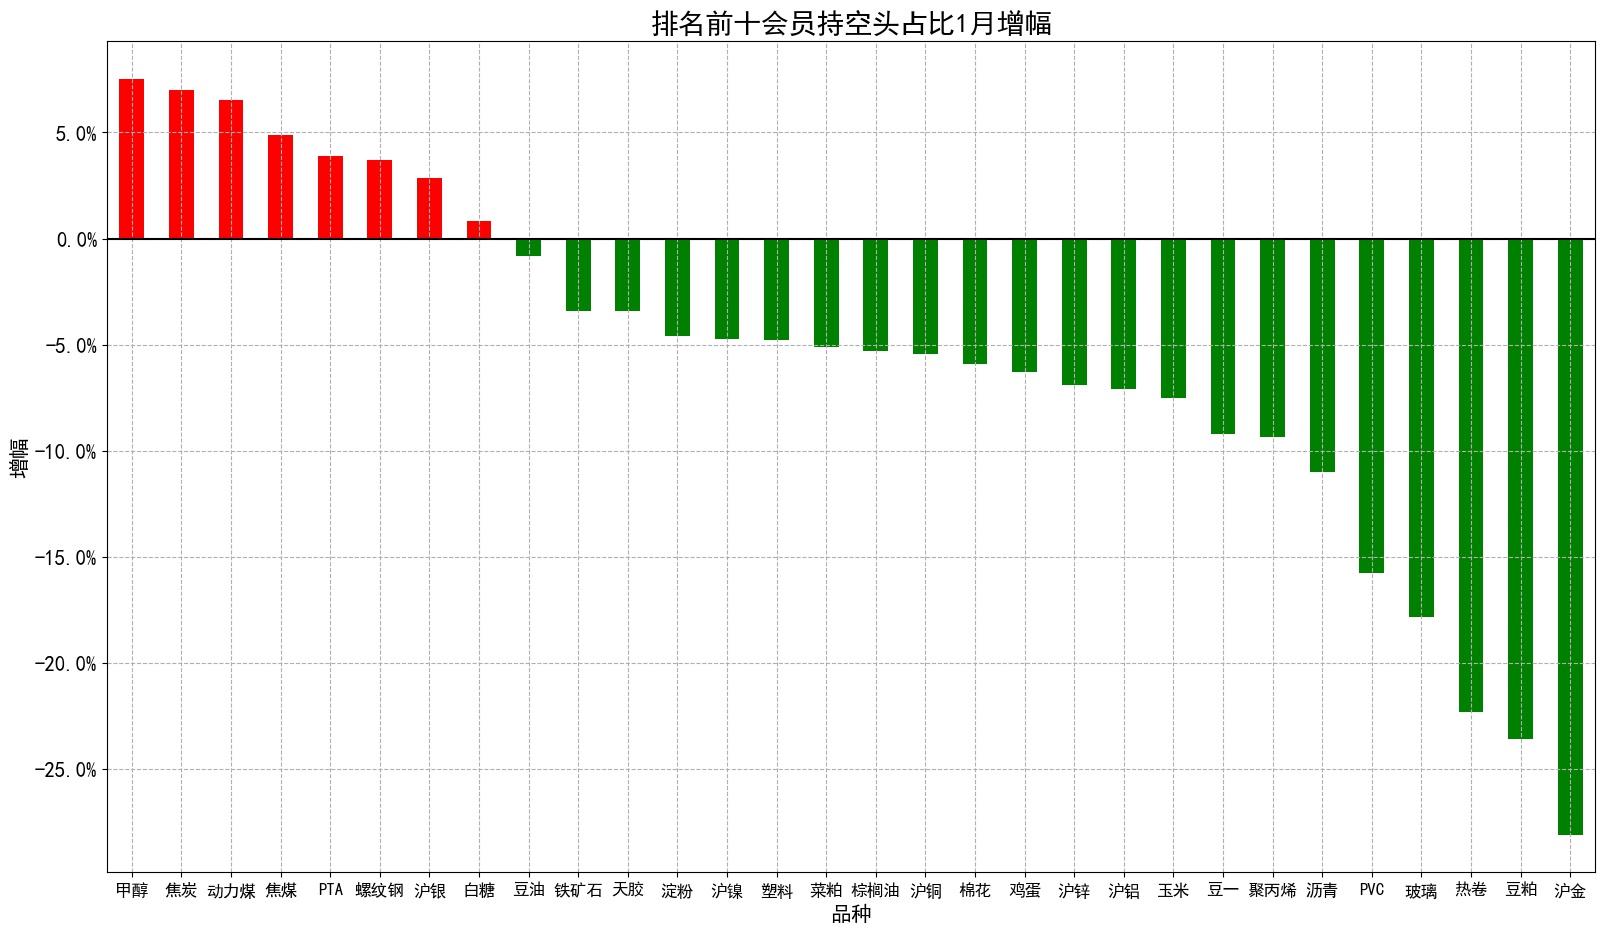 排名前十会员持空头占比1月增幅
增幅
5.0%
0.0%
−5.0%
−10.0%
−15.0%
−20.0%
−25.0%
甲醇 焦炭 动力煤 焦煤 PTA 螺纹钢 沪银 白糖 豆油 铁矿石 天胶 淀粉 沪镍 塑料 菜粕 棕榈油 沪铜 棉花 鸡蛋 沪锌 沪铝 玉米 豆一 聚丙烯 沥青 PVC 玻璃 热卷 豆粕 沪金
品种